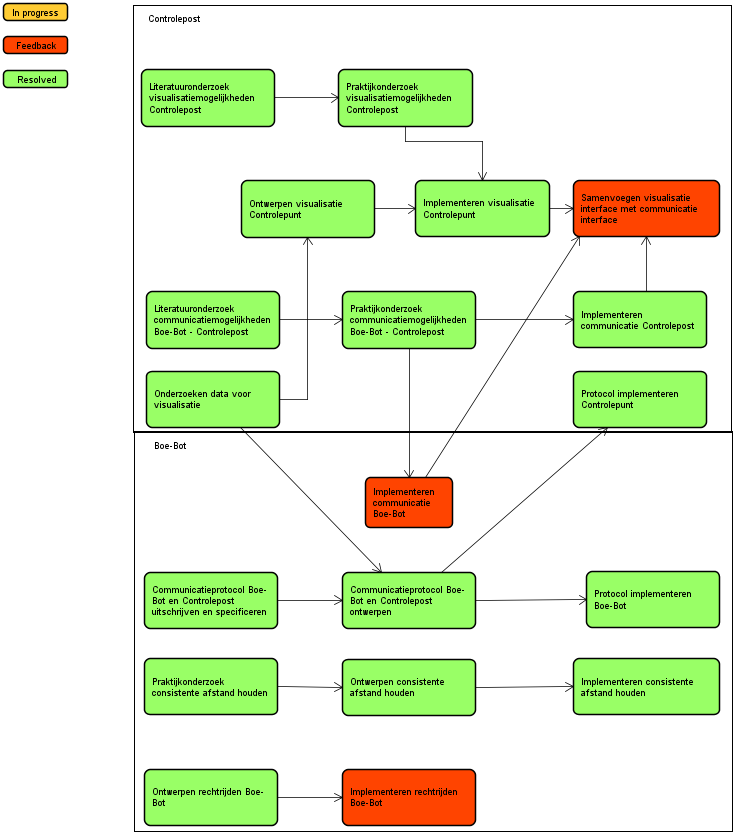 In progress
Feedback
Resolved
Controlepost
Literatuuronderzoek
visualisatiemogelijkheden
Controlepost
Praktijkonderzoek
visualisatiemogelijkheden
Controlepost
Ontwerpen visualisatie
Controlepunt
Implementeren visualisatie
Controlepunt
Samenvoegen visualisatie
interface met communicatie
interface
Literatuuronderzoek
communicatiemogelijkheden
Boe-Bot - Controlepost
Praktijkonderzoek
communicatiemogelijkheden
Boe-Bot - Controlepost
Implementeren
communicatie Controlepost
Onderzoeken data voor
visualisatie
Protocol implementeren
Controlepunt
Boe-Bot
Implementeren
communicatie
Boe-Bot
Communicatieprotocol Boe-
Bot en Controlepost
uitschrijven en specificeren
Communicatieprotocol Boe-
Bot en Controlepost
ontwerpen
Protocol implementeren
Boe-Bot
Praktijkonderzoek
consistente afstand houden
Ontwerpen consistente
afstand houden
Implementeren consistente
afstand houden
Ontwerpen rechtrijden Boe-
Bot
Implementeren rechtrijden
Boe-Bot